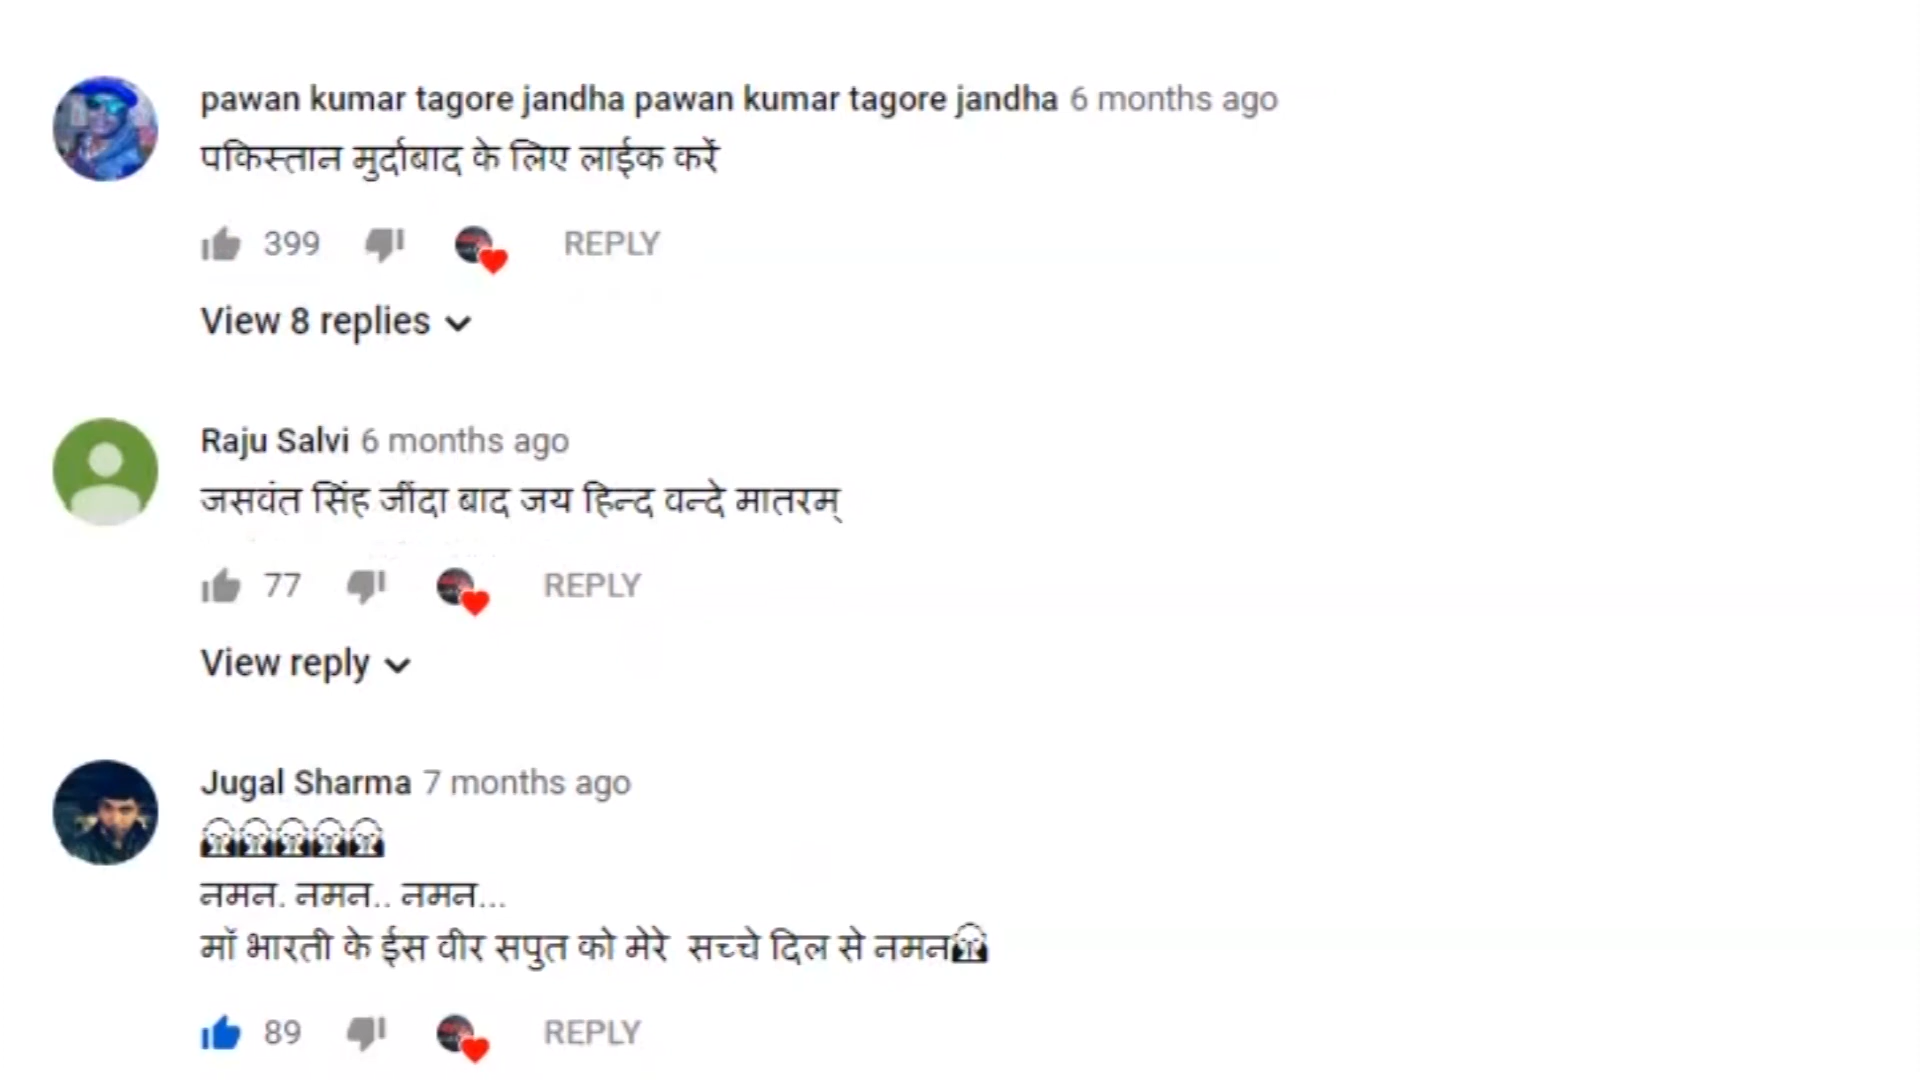 pawan kumar tagore jandha pawan kumar tagore jandha 6 months ago
पकिस्तान मुर्दाबाद के लिए लाईक करें
399 REPLY
View 8 replies
Raju Salvi 6 months ago
जसवंत सिंह जींदा बाद जय हिन्द वन्दे मातरम्
77 REPLY
View reply
Jugal Sharma 7 months ago
नमन. नमन.. नमन...
मॉ भारती के ईस वीर सपुत को मेरे सच्चे दिल से नमन
89 REPLY